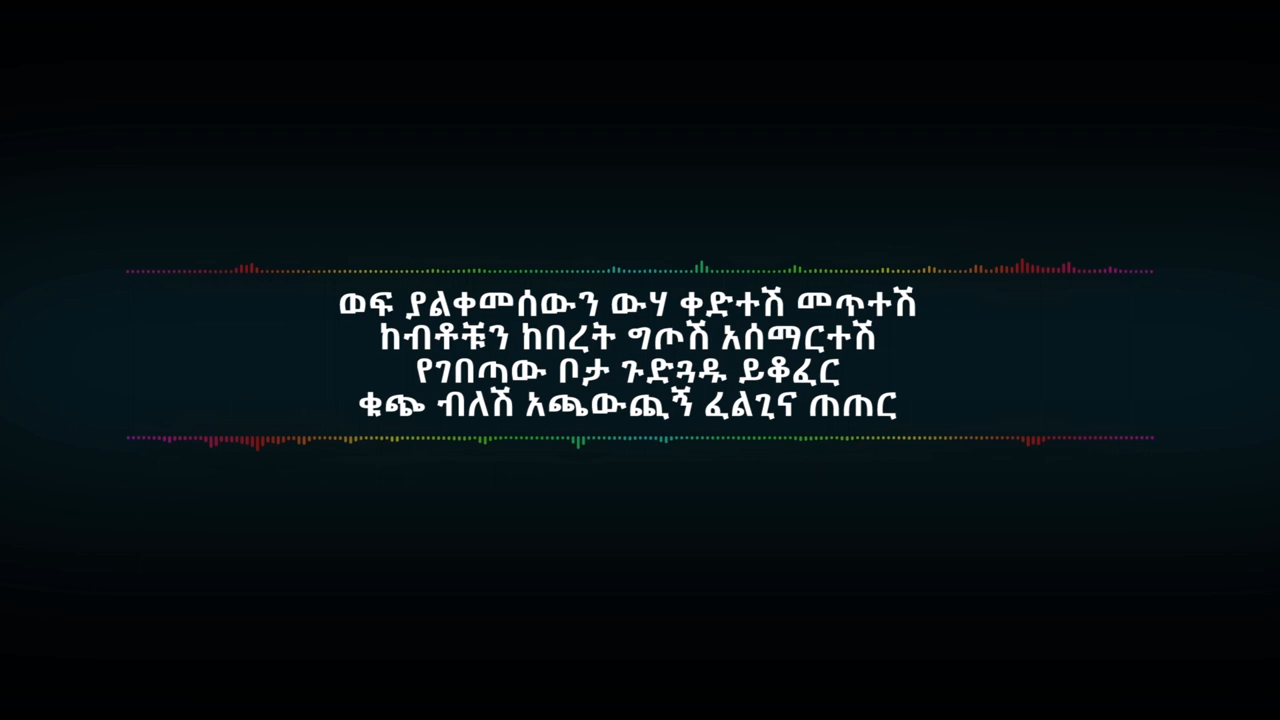 ወፍ ያልቀመሰውን ውሃ ቀድተሽ መጥተሽ
ከብቶቹን ከበረት ግጦሽ አሰማርተሽ
የገበጣው ቦታ ጉድጓዱ ይቆፈር
ቁጭ ብለሽ አጫውጪኝ ፈልጊና ጠጠር